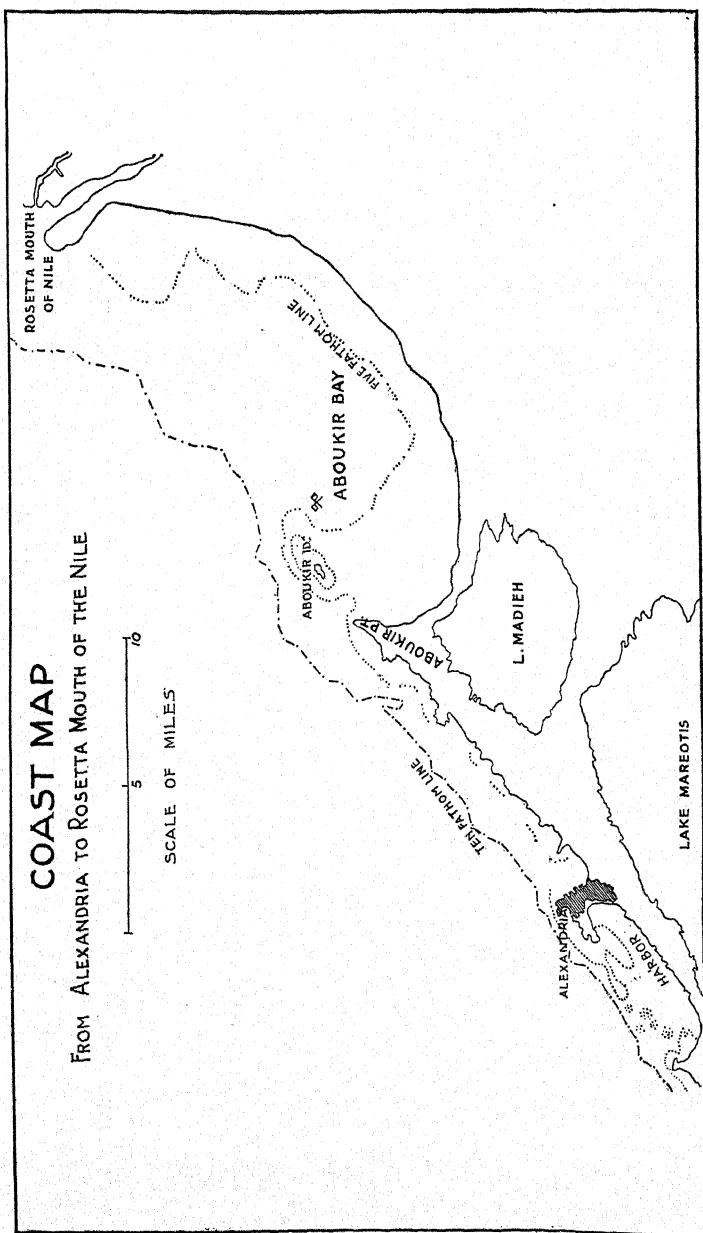 COAST MAP
FROM ALEXANDRIA TO ROSETTA MOUTH OF THE NILE
5
10
SCALE OF MILES
ROSETTA MOUTH
OF NILE
FIVE FATHOM LINE
ABOUKIR BAY
ABOUKIR ID.
ABOUKIR PT.
L. MADIEH
TEN FATHOM LINE
ALEXANDRIA
HARBOR
LAKE MAREOTIS